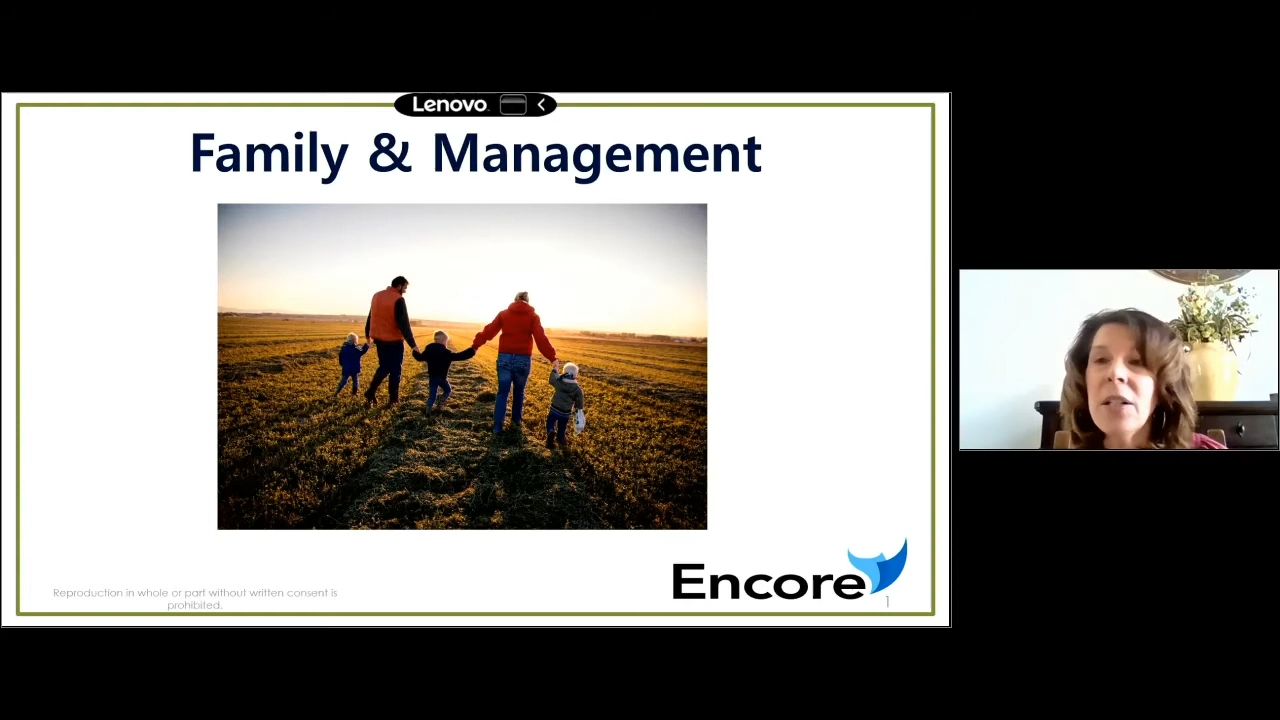 Lenovo
Family & Management
Encore
1
Reproduction in whole or part without written consent is
prohibited.